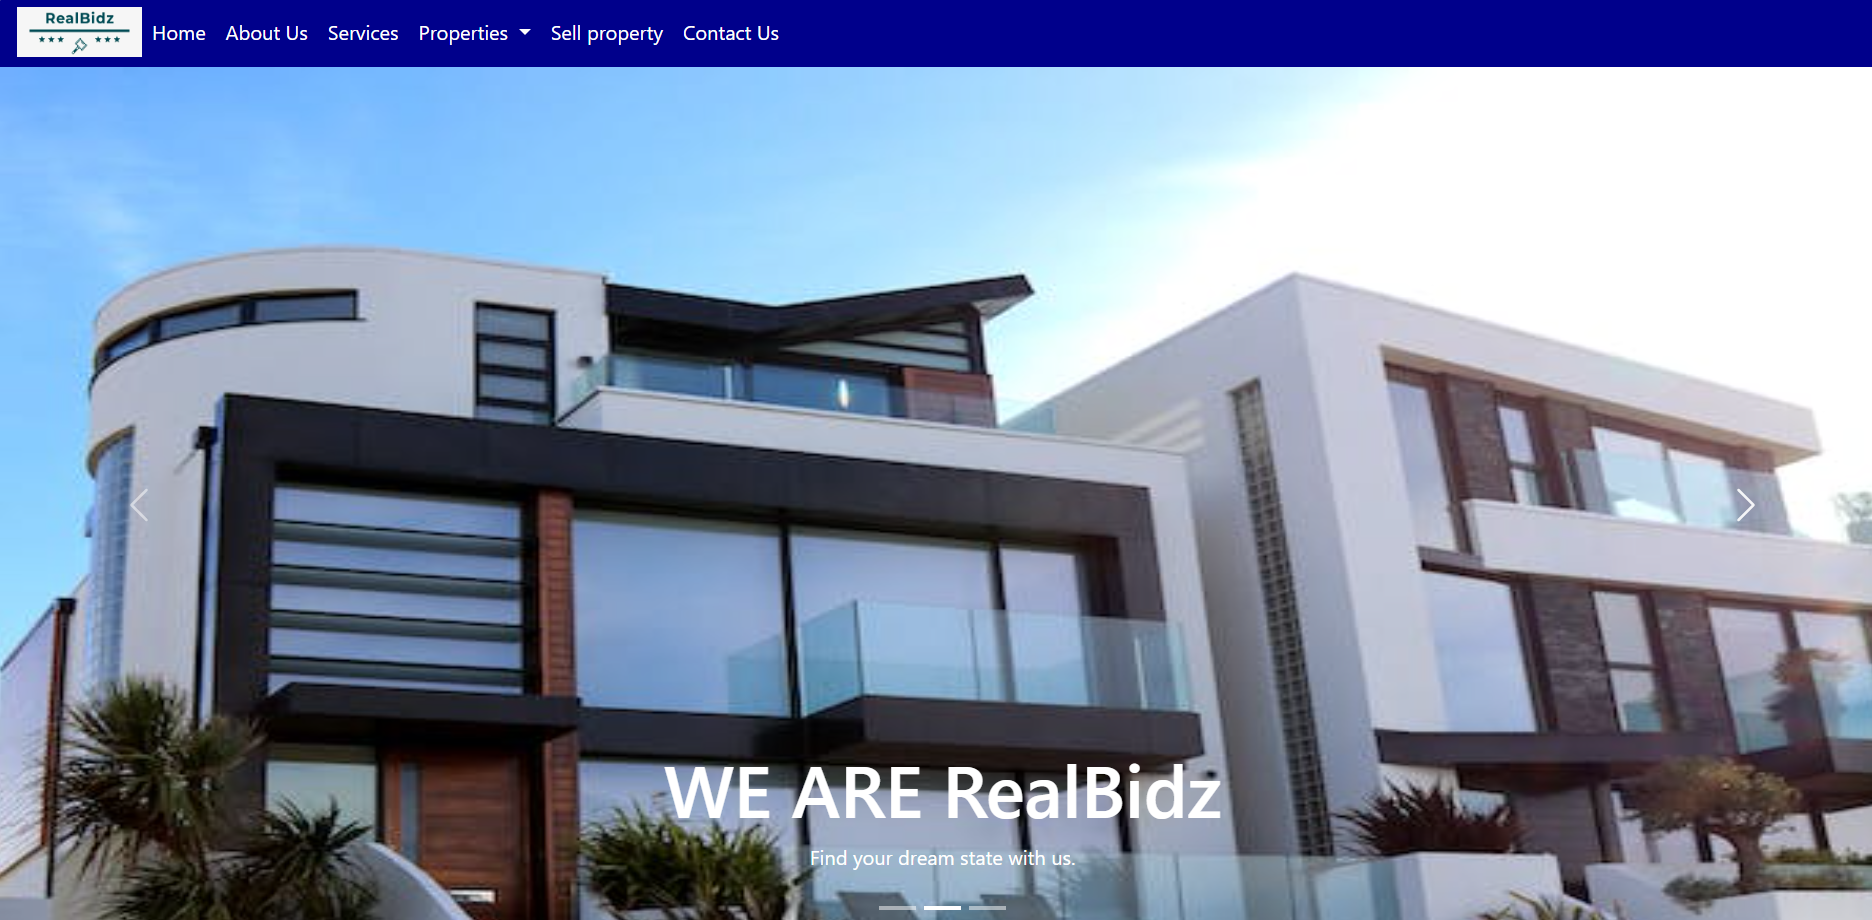 RealBidz
Home About Us Services Properties Sell property Contact Us
WE ARE RealBidz
Find your dream state with us.